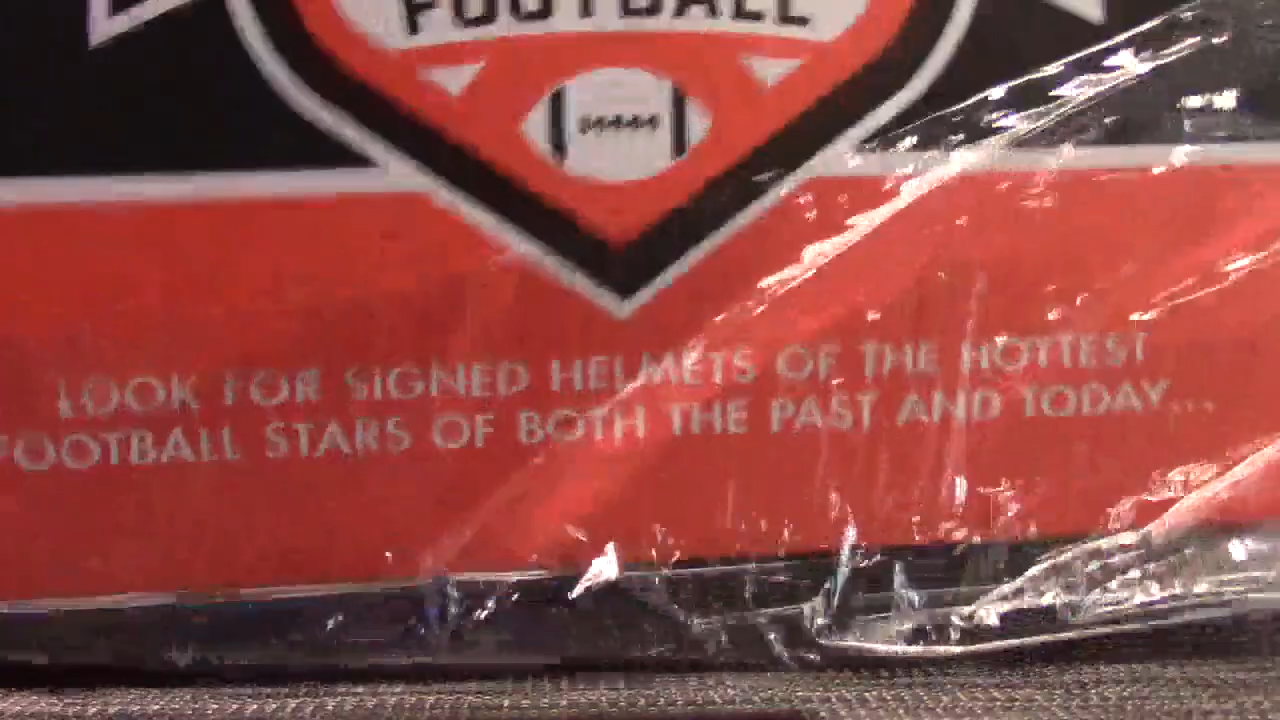 FOOTBALL
LOOK FOR SIGNED HELMETS OF THE HOTTEST
FOOTBALL STARS OF BOTH THE PAST AND TODAY...